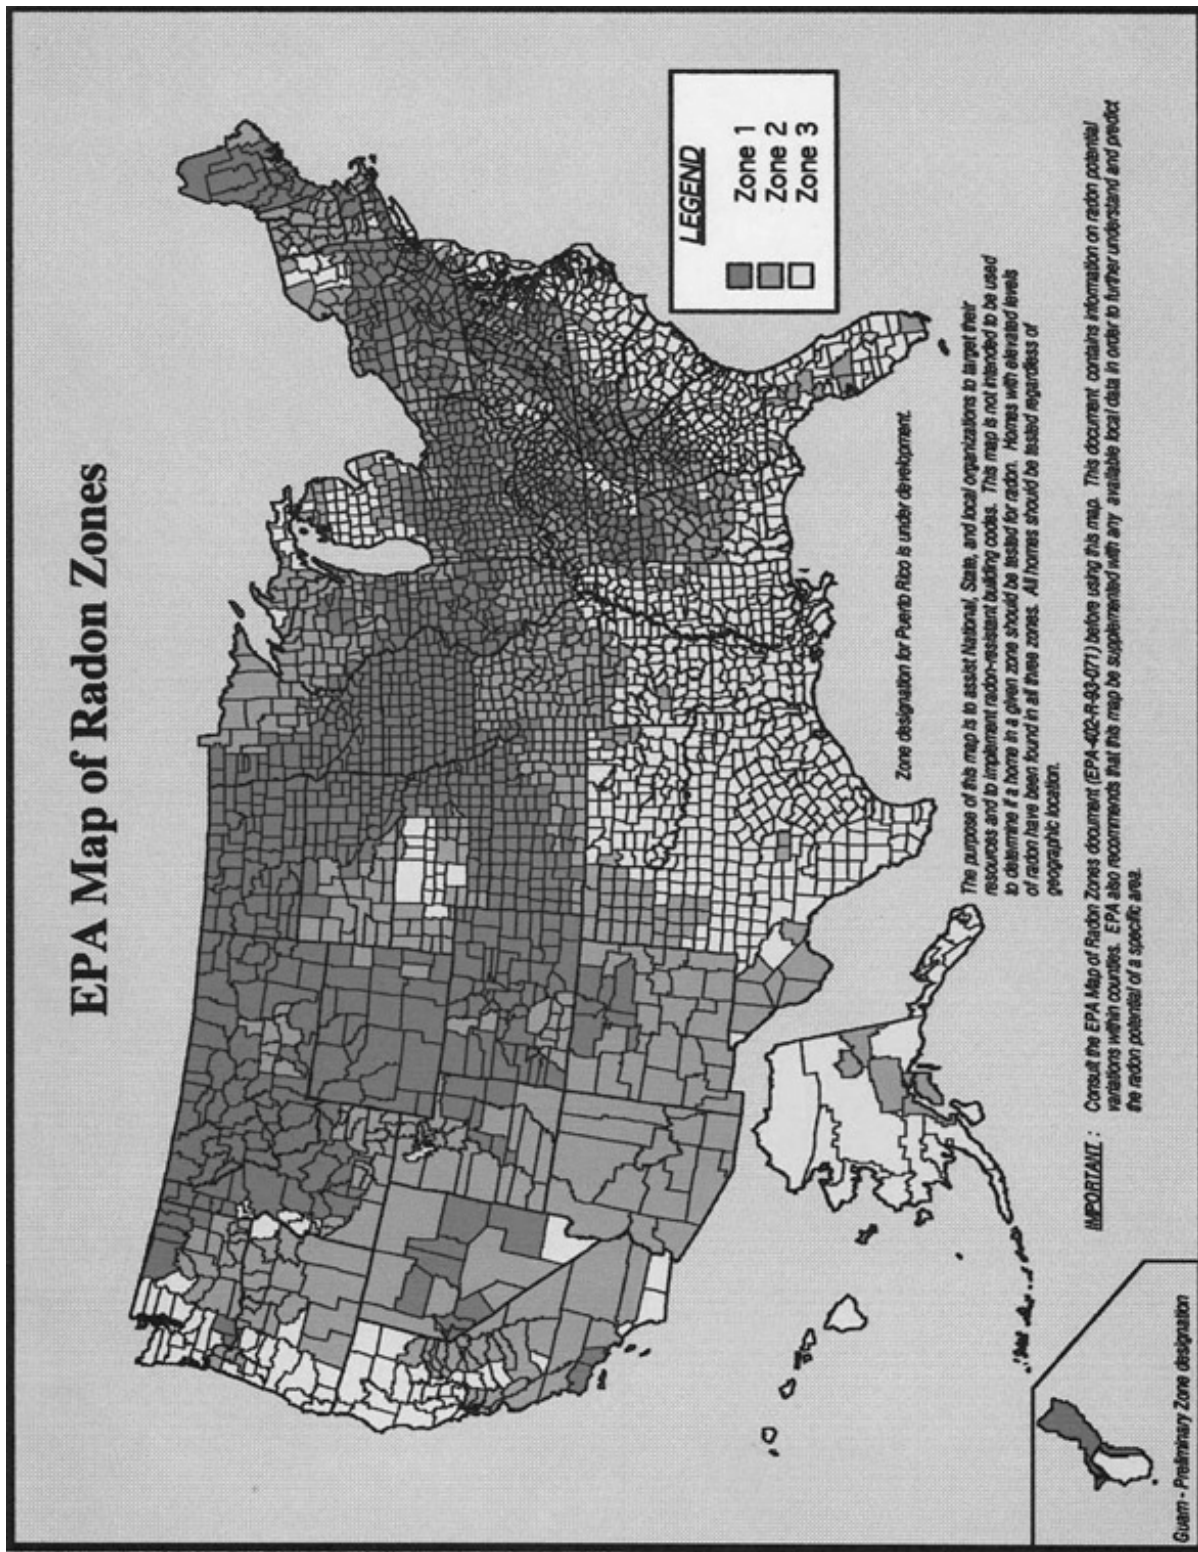 EPA Map of Radon Zones
LEGEND
Zone 1
Zone 2
Zone 3
Zone designation for Puerto Rico is under development.
The purpose of this map is to assist National, State, and local organizations to target their
resources and to implement radon-resistant building codes. This map is not intended to be used
to determine if a home in a given zone should be tested for radon. Homes with elevated levels
of radon have been found in all three zones. All homes should be tested regardless of
geographic location.
IMPORTANT : Consult the EPA Map of Radon Zones document (EPA-402-R-93-071) before using this map. This document contains information on radon potential
variations within counties. EPA also recommends that this map be supplemented with any available local data in order to further understand and predict
the radon potential of a specific area.
Guam - Preliminary Zone designation